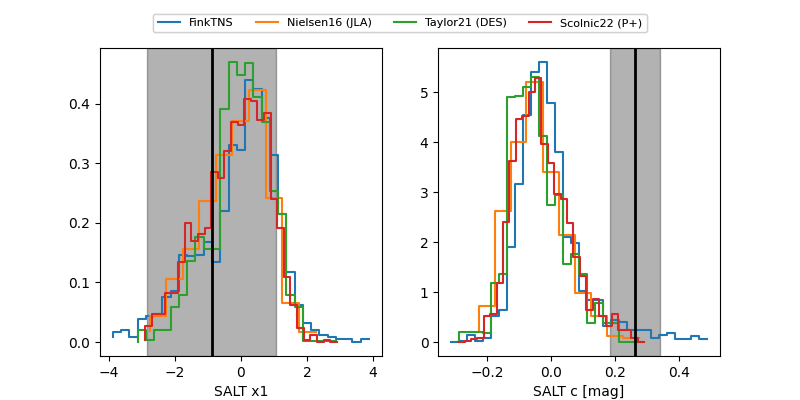 FinkTNS Nielsen16 (JLA) Taylor21 (DES) Scolnic22 (P+)
0.4
0.3
0.2
0.1
0.0
−4 −2 0 2 4
SALT x1
5
4
3
2
1
0
−0.2 0.0 0.2 0.4
SALT c [mag]